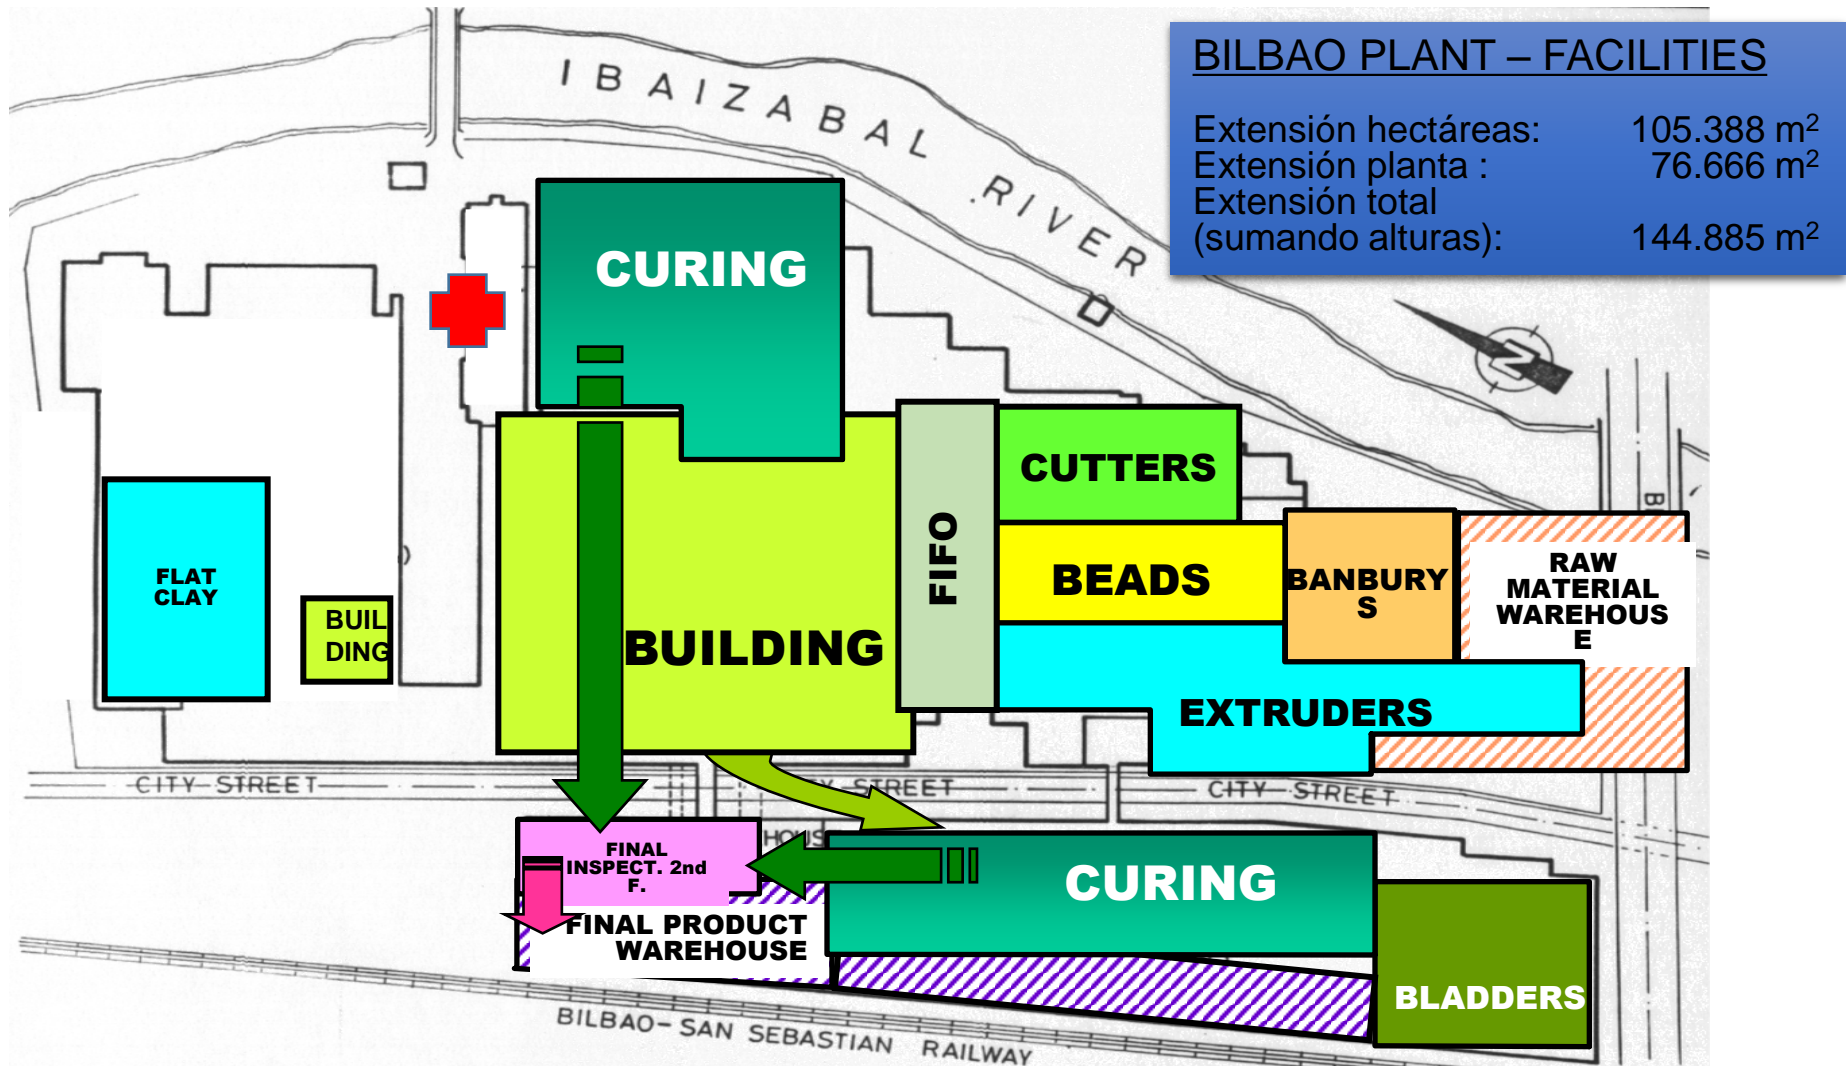 BILBAO PLANT – FACILITIES
Extensión hectáreas: 105.388 m²
Extensión planta : 76.666 m²
Extensión total
(sumando alturas): 144.885 m²
IBAIZABAL RIVER
N
CURING
CUTTERS
FIFO
BEADS
BANBURY
S
RAW
MATERIAL
WAREHOUS
E
FLAT
CLAY
BUIL
DING
BUILDING
EXTRUDERS
CITY STREET
STREET
CITY STREET
HOUS
FINAL
INSPECT. 2nd
F.
CURING
FINAL PRODUCT
WAREHOUSE
BLADDERS
BILBAO-SAN SEBASTIAN RAILWAY